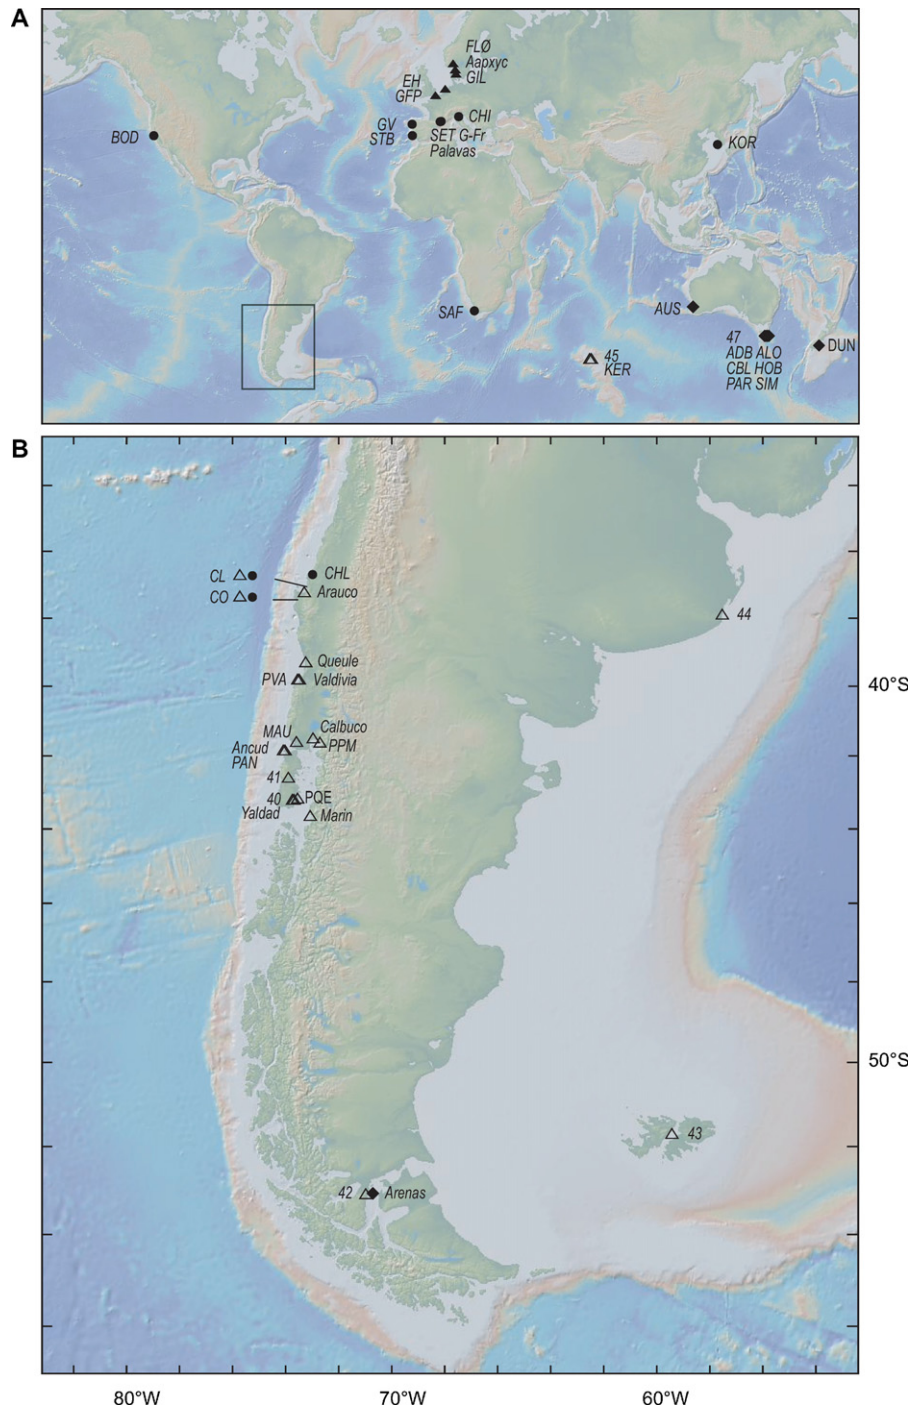 A
FLØ
Aapxyc
GIL
EH
GFP
CHI
GV
STB
SET G-Fr
Palavas
BOD
KOR
SAF
AUS
47
ADB ALO
CBL HOB
PAR SIM
DUN
45
KER
B
CL
CHL
CO
Arauco
44
Queule
PVA
Valdivia
40°S
MAU
Calbuco
Ancud
PPM
PAN
41
40
PQE
Yaldad
Marin
50°S
43
42
Arenas
80°W
70°W
60°W